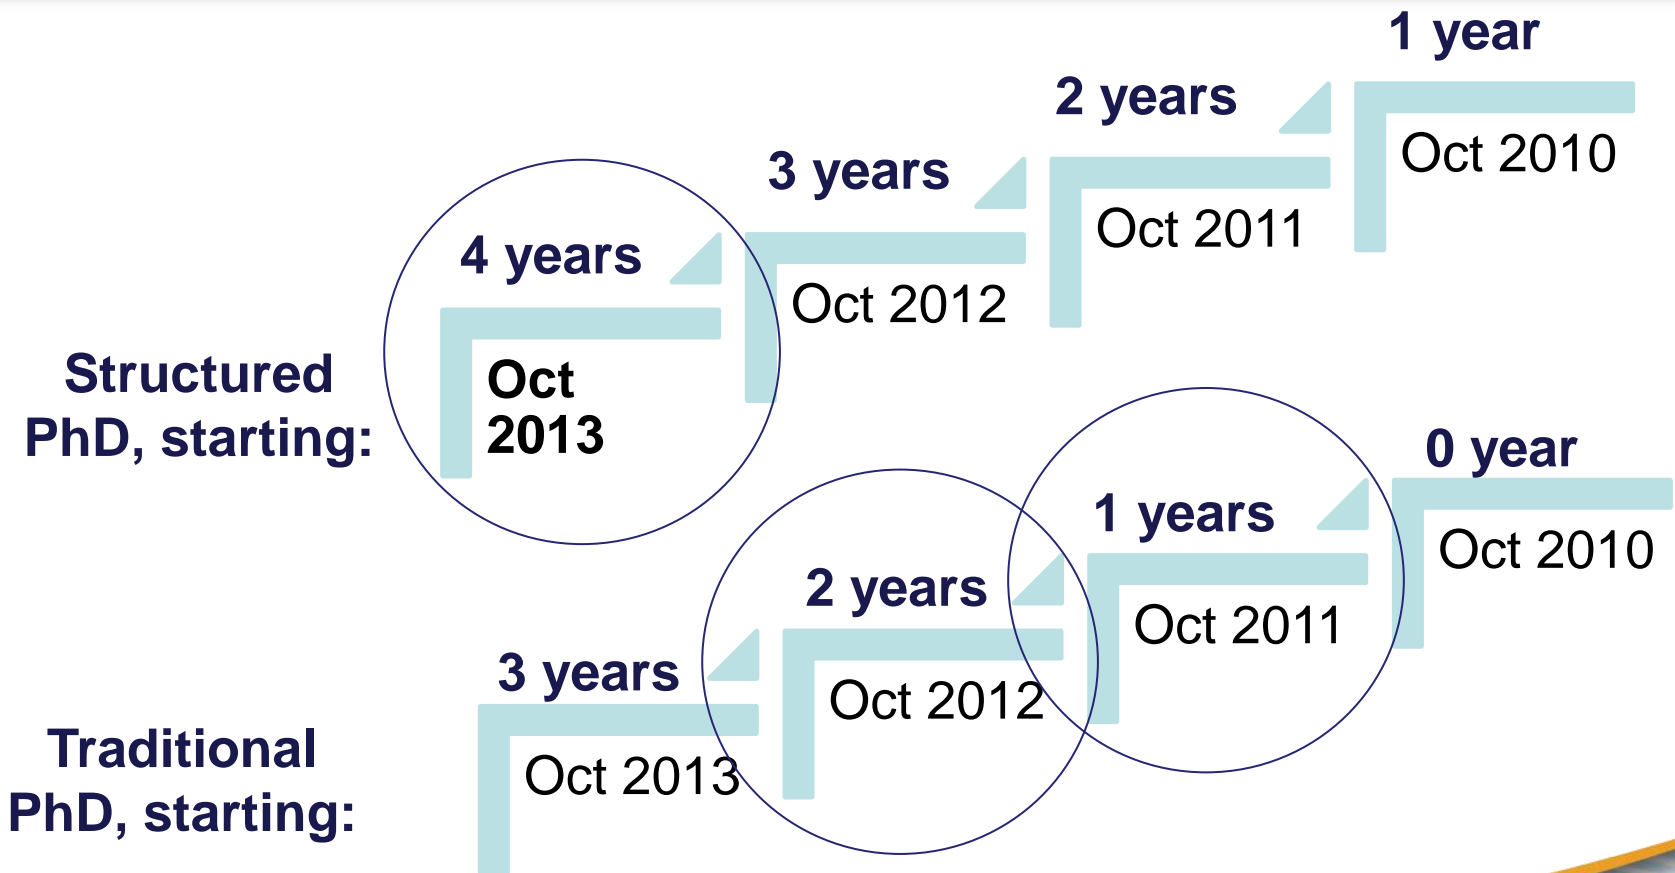 1 year
2 years
Oct 2010
3 years
Oct 2011
4 years
Oct 2012
Structured
PhD, starting:
Oct
2013
0 year
1 years
Oct 2010
2 years
Oct 2011
3 years
Oct 2012
Traditional
PhD, starting:
Oct 2013